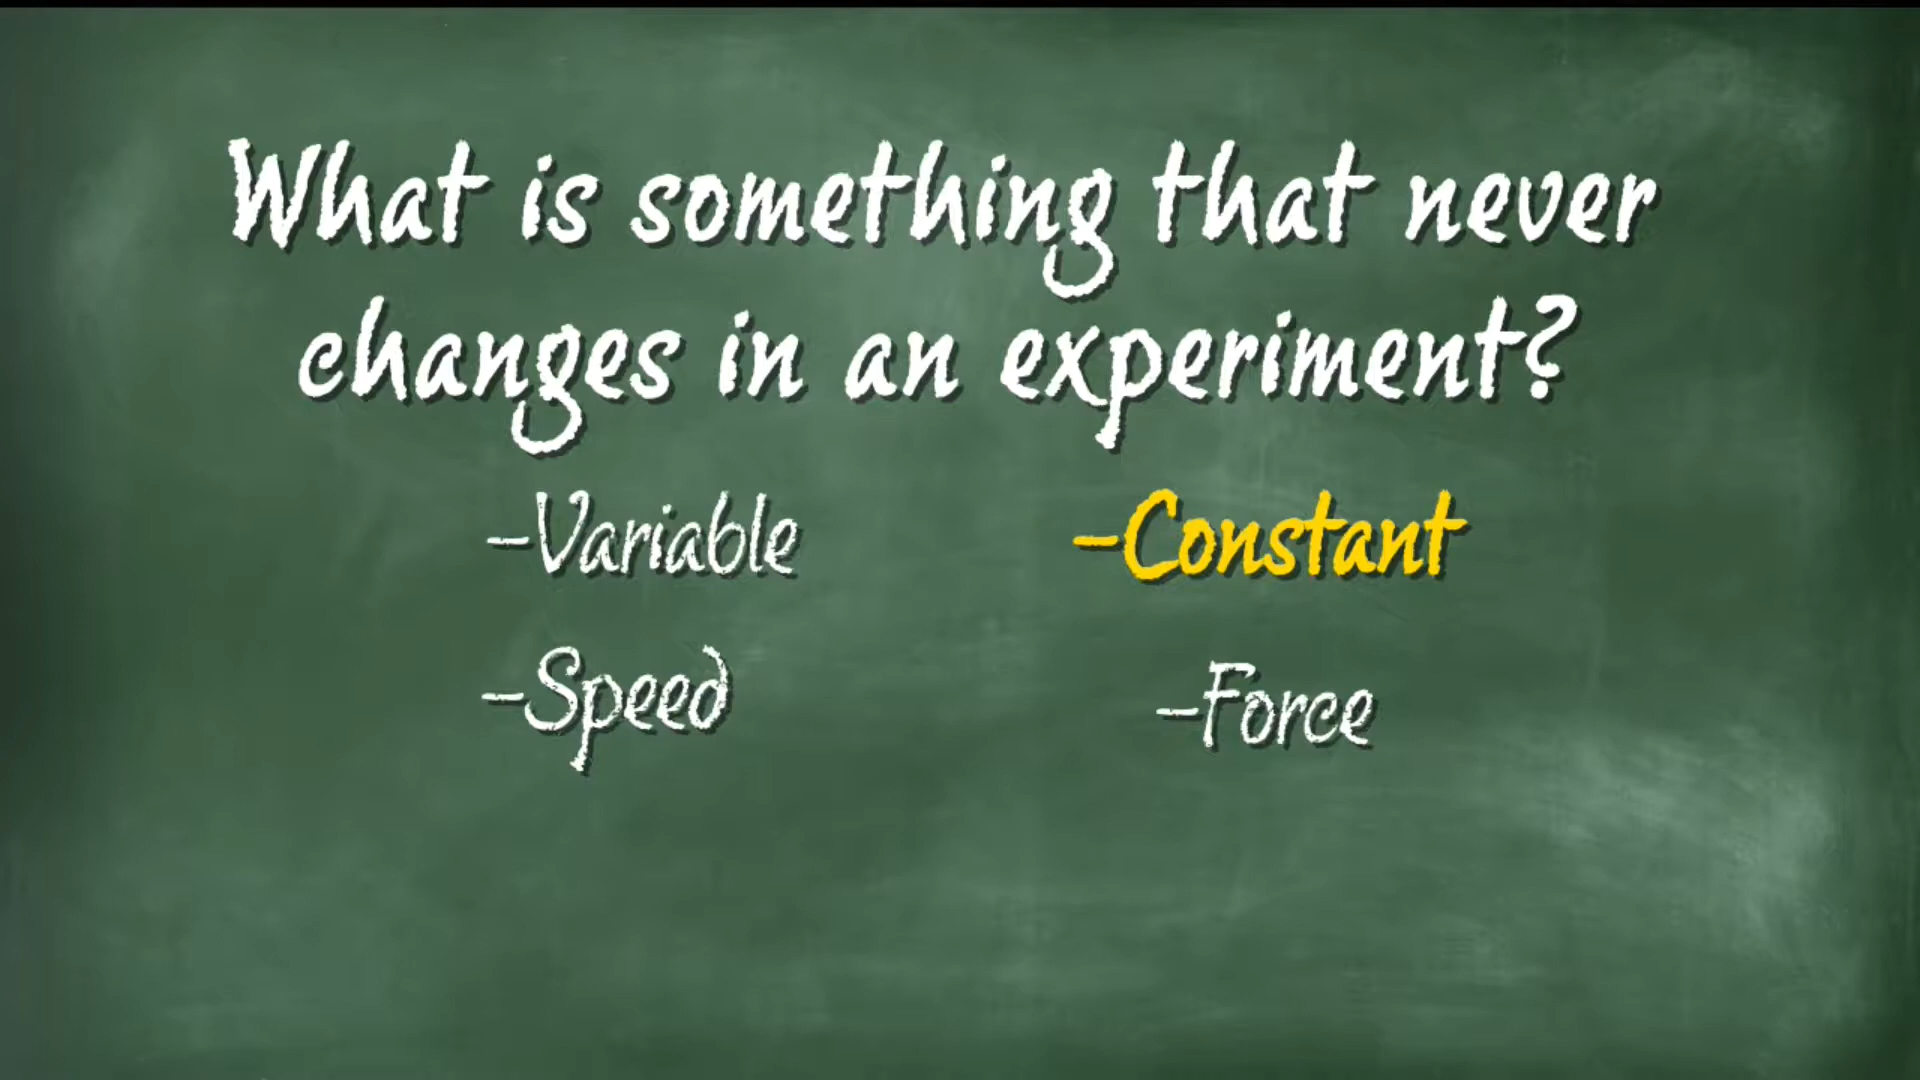 What is something that never
changes in an experiment?
-Variable
-Constant
-Speed
-Force